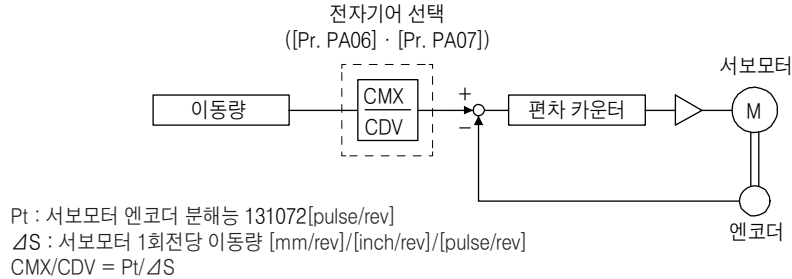 전자기어 선택
([Pr. PA06] · [Pr. PA07])
서보모터
이동량
CMX
CDV
+
−
편차 카운터
M
엔코더
Pt : 서보모터 엔코더 분해능 131072[pulse/rev]
⊿S : 서보모터 1회전당 이동량 [mm/rev]/[inch/rev]/[pulse/rev]
CMX/CDV = Pt/⊿S